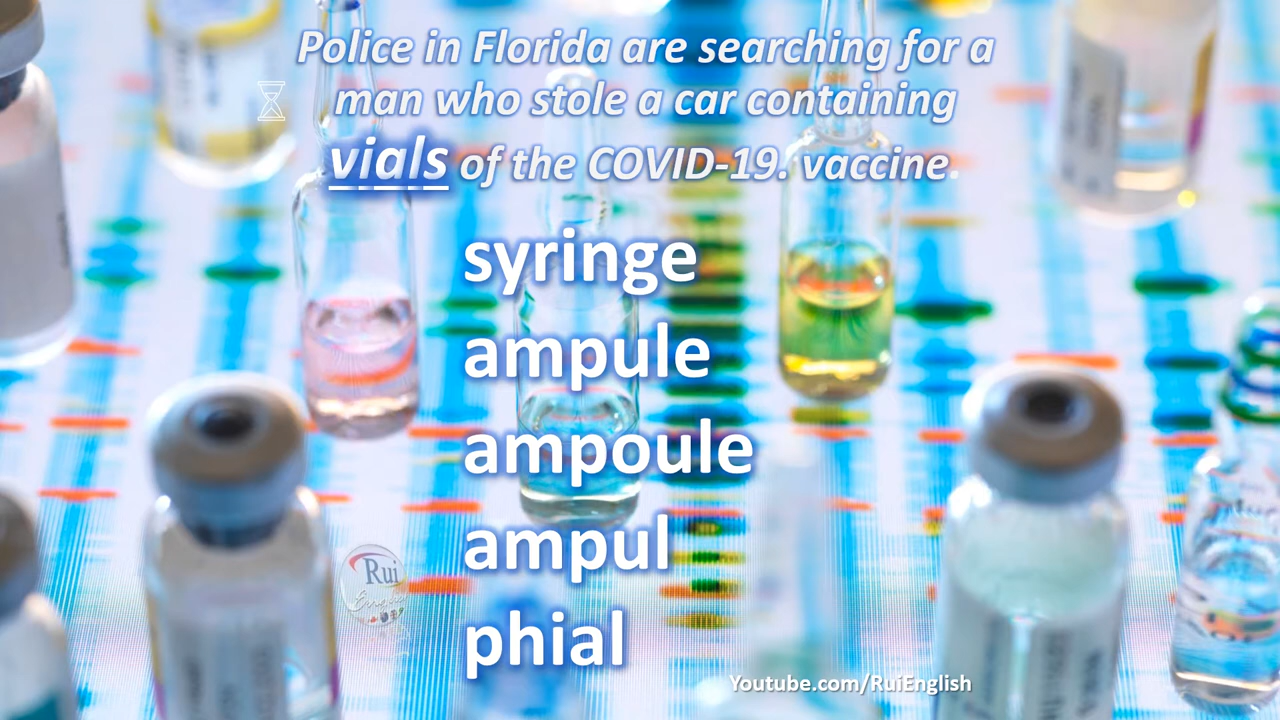 Police in Florida are searching for a
man who stole a car containing
vials of the COVID-19. vaccine.
syringe
ampule
ampoule
ampul
phial
Rui
Youtube.com/RuiEnglish